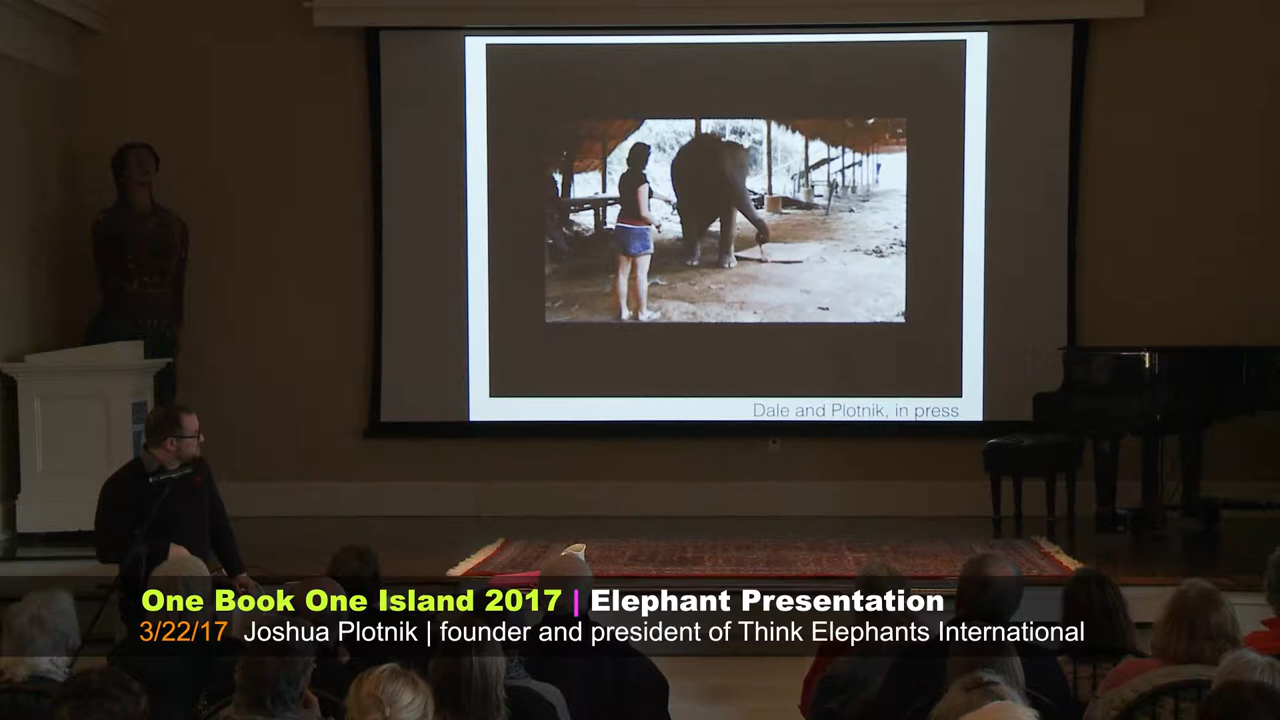 Dale and Plotnik, in press
One Book One Island 2017 | Elephant Presentation
3/22/17 Joshua Plotnik | founder and president of Think Elephants International